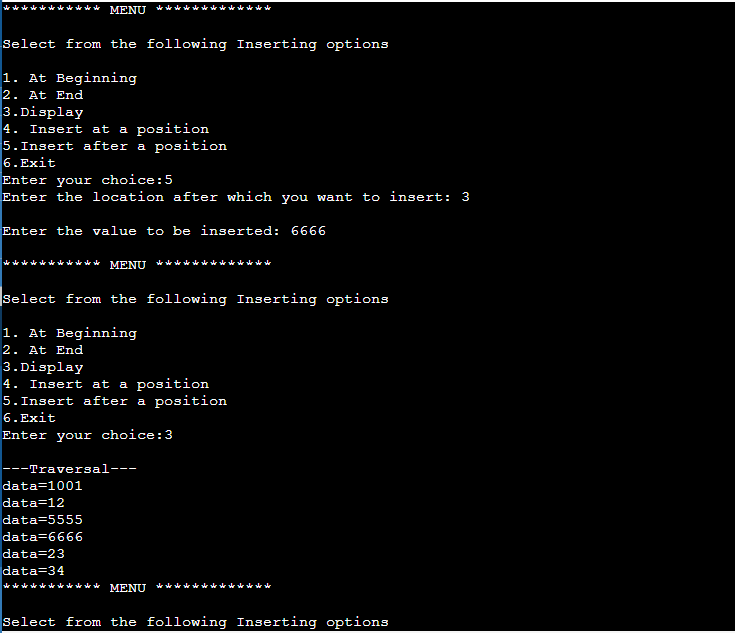 *********** MENU *************
Select from the following Inserting options
1. At Beginning
2. At End
3.Display
4. Insert at a position
5.Insert after a position
6.Exit
Enter your choice:5
Enter the location after which you want to insert: 3
Enter the value to be inserted: 6666
*********** MENU *************
Select from the following Inserting options
1. At Beginning
2. At End
3.Display
4. Insert at a position
5.Insert after a position
6.Exit
Enter your choice:3
---Traversal---
data=1001
data=12
data=5555
data=6666
data=23
data=34
*********** MENU *************
Select from the following Inserting options